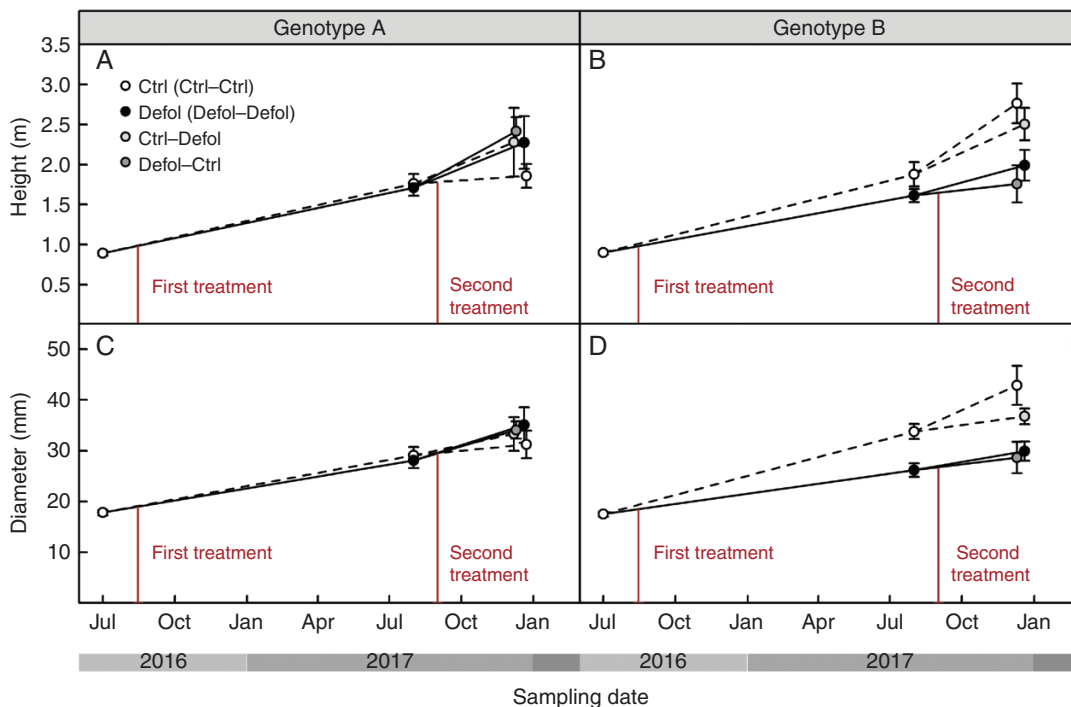 Genotype A
Genotype B
A
B
3.5
3.0
2.5
2.0
1.5
1.0
0.5
Height (m)
Ctrl (Ctrl–Ctrl)
Defol (Defol–Defol)
Ctrl–Defol
Defol–Ctrl
First treatment
Second
treatment
First treatment
Second
treatment
C
D
50
40
30
20
10
Diameter (mm)
First treatment
Second
treatment
First treatment
Second
treatment
Jul Oct Jan Apr Jul Oct Jan
Jul Oct Jan Apr Jul Oct Jan
2016 2017
2016 2017
Sampling date